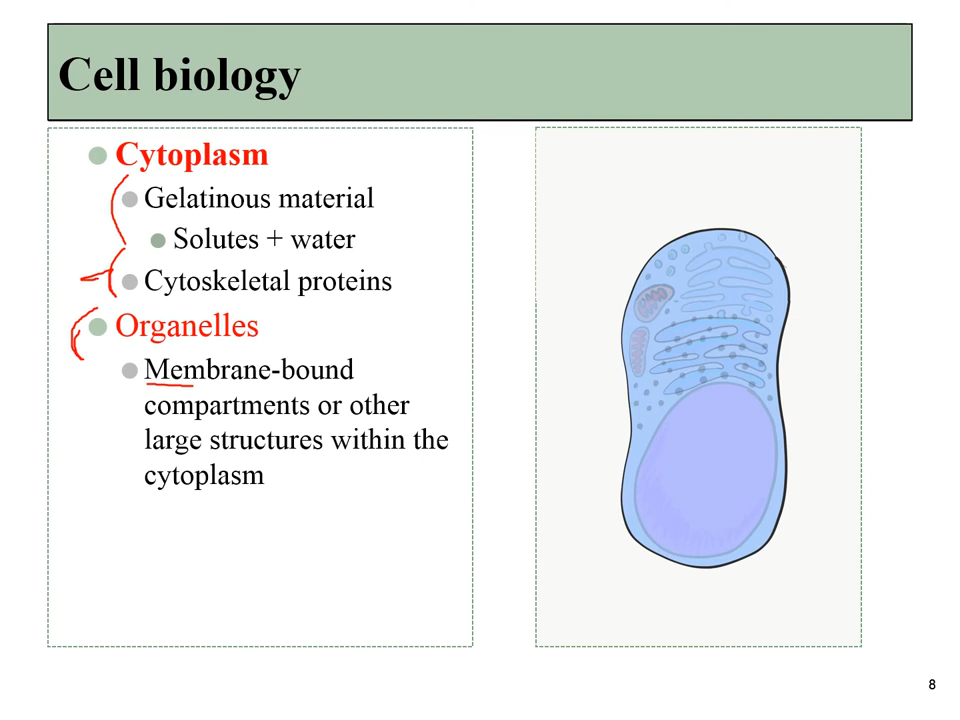 Cell biology
Cytoplasm
Gelatinous material
Solutes + water
Cytoskeletal proteins
Organelles
Membrane-bound
compartments or other
large structures within the
cytoplasm
8